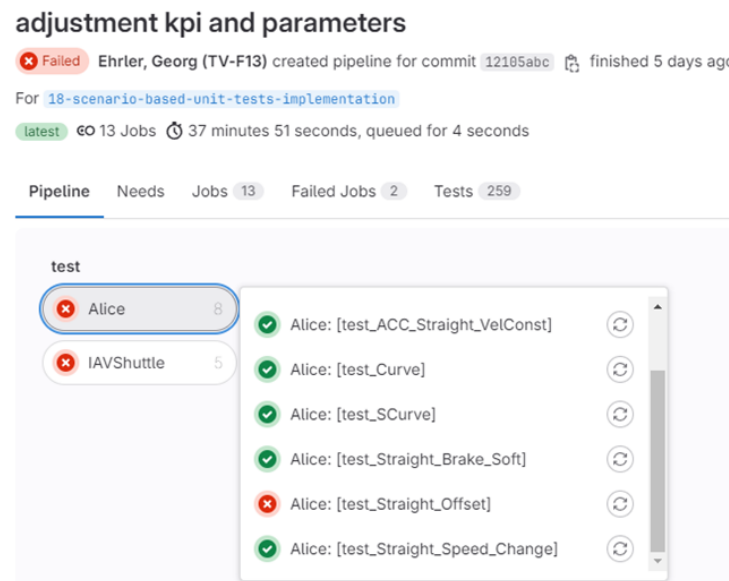 adjustment kpi and parameters
Failed Ehrler, Georg (TV-F13) created pipeline for commit 12105abc finished 5 days ago
For 18-scenario-based-unit-tests-implementation
latest 13 Jobs 37 minutes 51 seconds, queued for 4 seconds
Pipeline Needs Jobs 13 Failed Jobs 2 Tests 259
test
Alice 8
IAVShuttle 5
Alice: [test_ACC_Straight_VelConst]
Alice: [test_Curve]
Alice: [test_SCurve]
Alice: [test_Straight_Brake_Soft]
Alice: [test_Straight_Offset]
Alice: [test_Straight_Speed_Change]